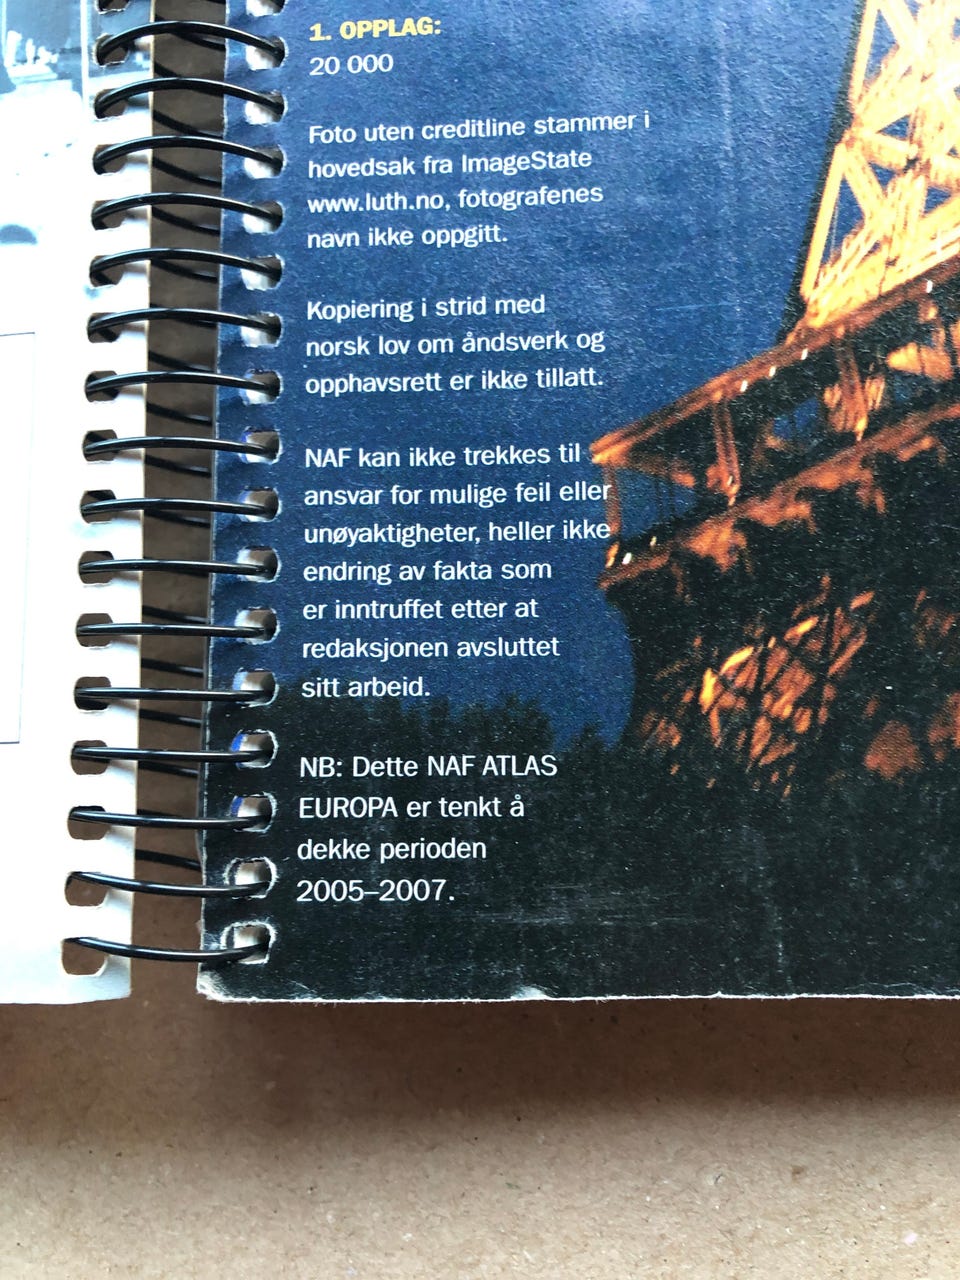 1. OPPLAG:
20 000
Foto uten creditline stammer i
hovedsak fra ImageState
www.luth.no, fotografenes
navn ikke oppgitt.
Kopiering i strid med
norsk lov om åndsverk og
opphavsrett er ikke tillatt.
NAF kan ikke trekkes til
ansvar for mulige feil eller
unøyaktigheter, heller ikke
endring av fakta som
er inntruffet etter at
redaksjonen avsluttet
sitt arbeid.
NB: Dette NAF ATLAS
EUROPA er tenkt å
dekke perioden
2005–2007.